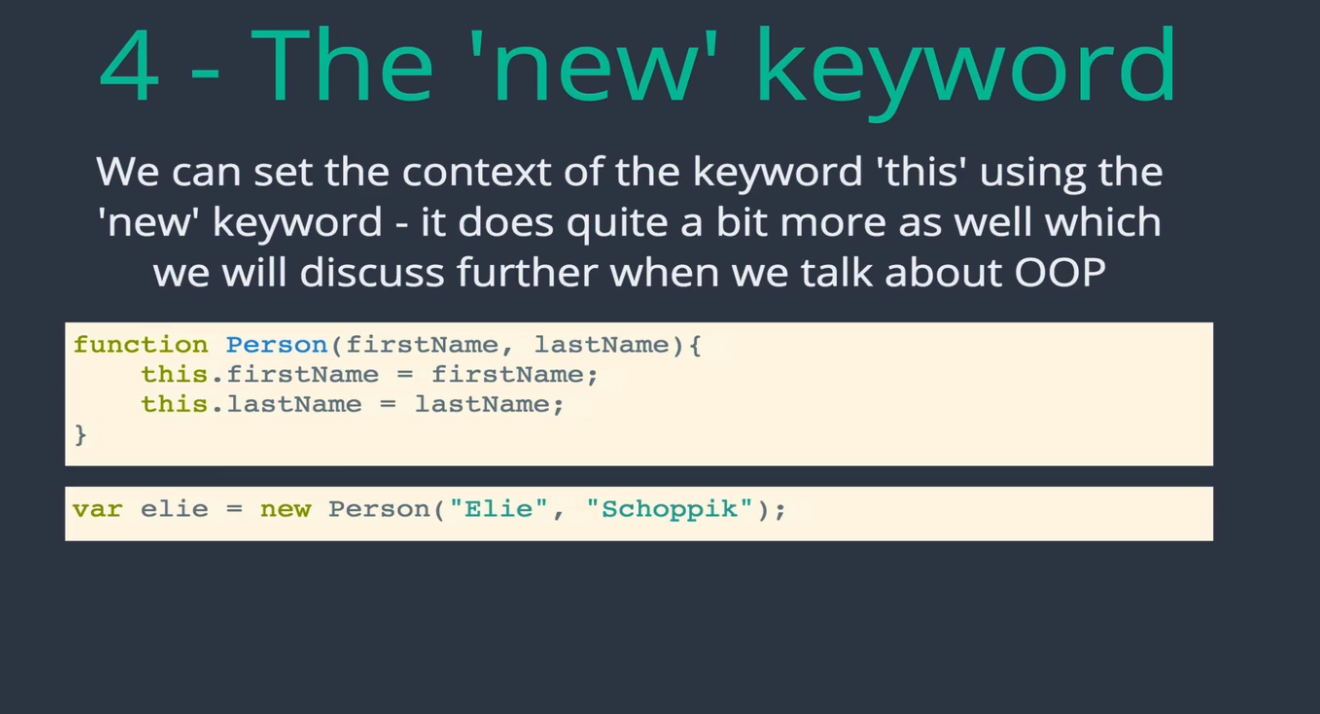 4 - The 'new' keyword
We can set the context of the keyword 'this' using the
'new' keyword - it does quite a bit more as well which
we will discuss further when we talk about OOP
function Person(firstName, lastName){
    this.firstName = firstName;
    this.lastName = lastName;
}
var elie = new Person("Elie", "Schoppik");